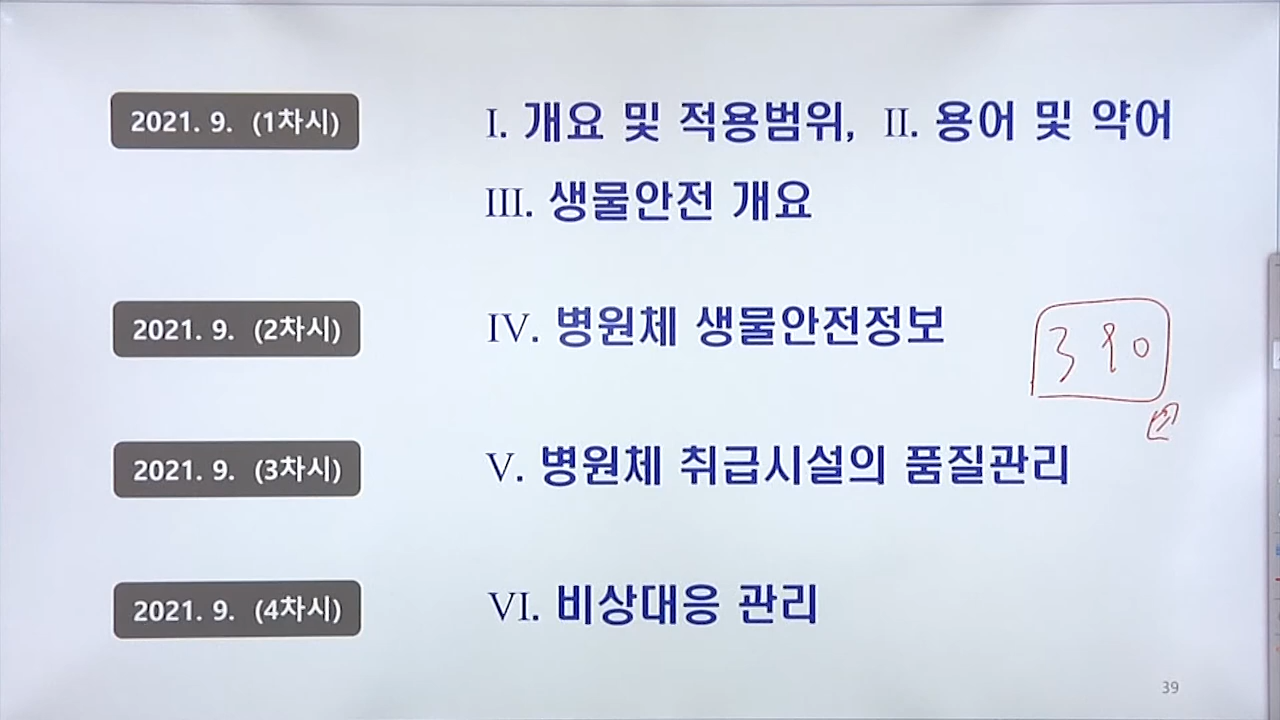 2021. 9. (1차시) I. 개요 및 적용범위, II. 용어 및 약어
III. 생물안전 개요
2021. 9. (2차시) IV. 병원체 생물안전정보
390
2021. 9. (3차시) V. 병원체 취급시설의 품질관리
2021. 9. (4차시) VI. 비상대응 관리
39